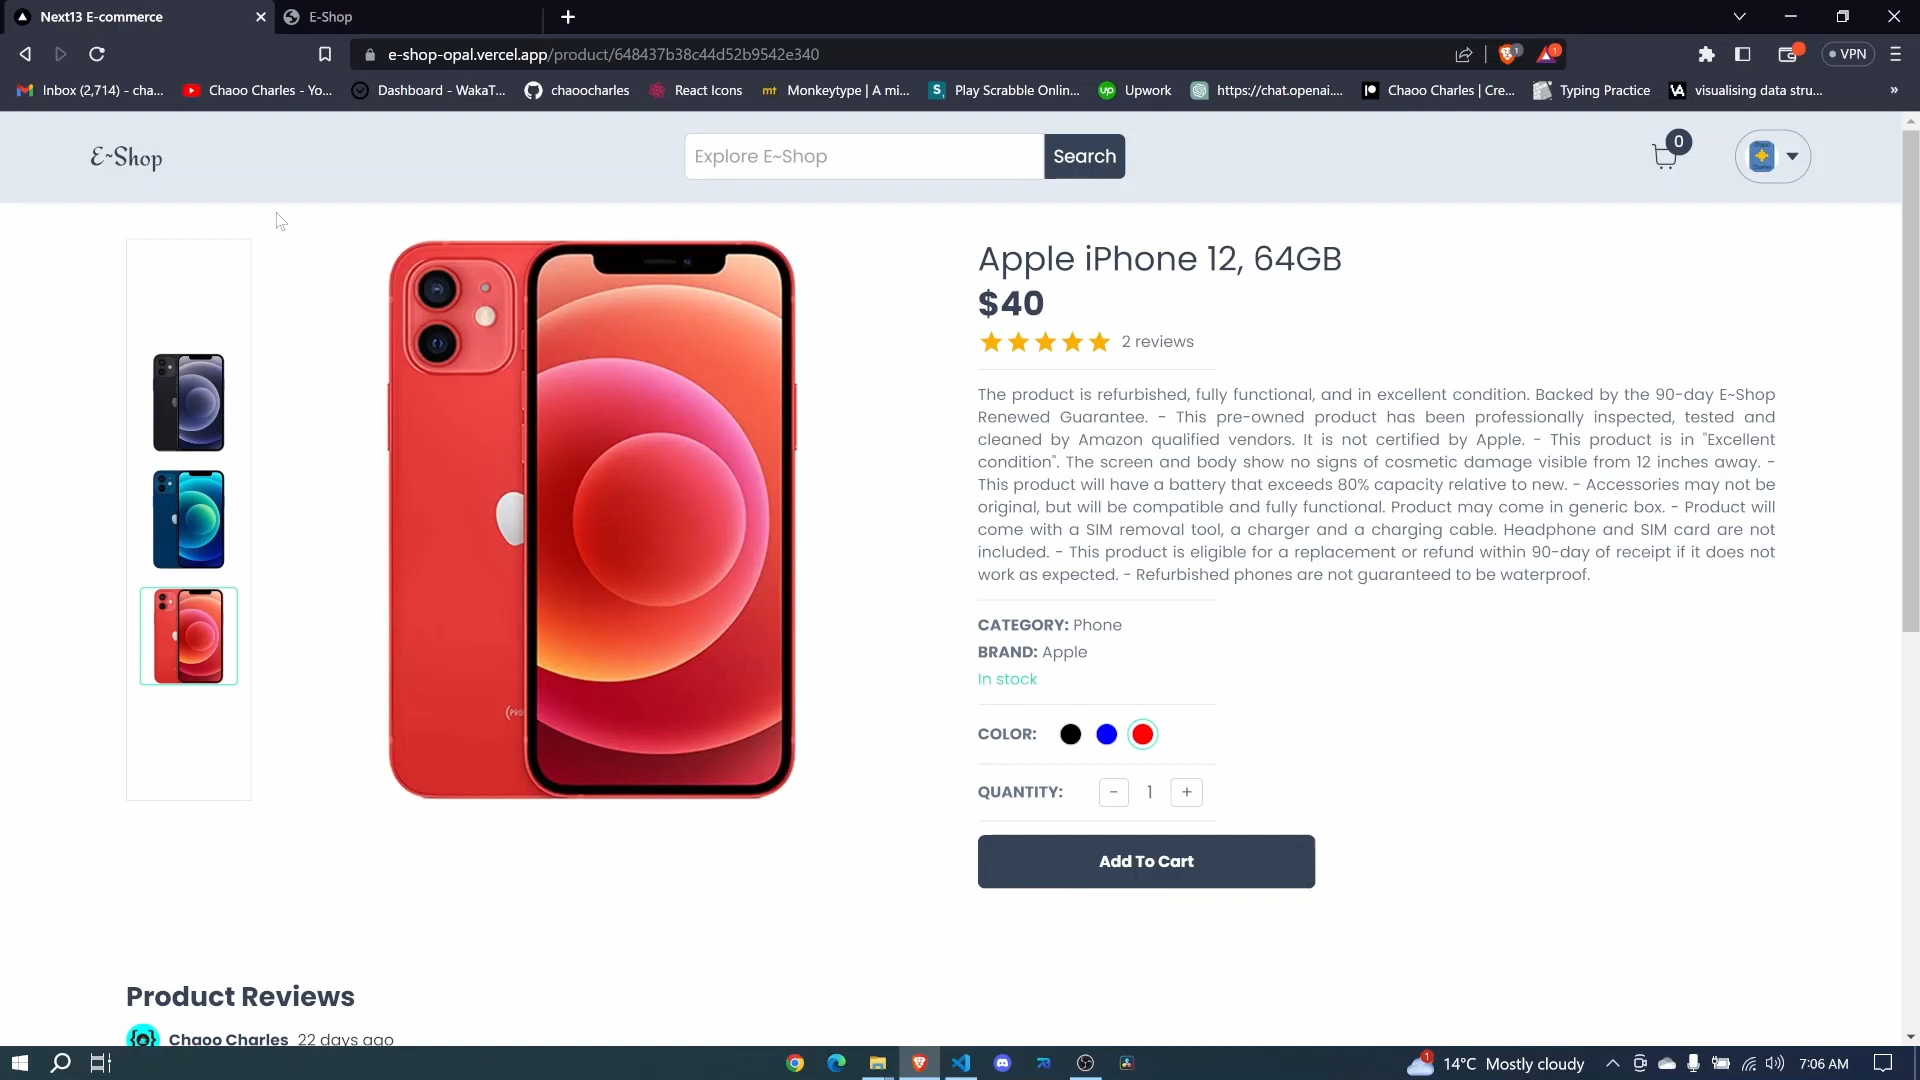 Next13 E-commerce
E-Shop
e-shop-opal.vercel.app/product/648437b38c44d52b9542e340
1
1
VPN
Inbox (2,714) - cha...
Chaoo Charles - Yo...
Dashboard - WakaT...
chaoocharles
React Icons
mt
Monkeytype | A mi...
S
Play Scrabble Onlin...
up
Upwork
https://chat.openai....
Chaoo Charles | Cre...
Typing Practice
VA
visualising data stru...
»
E~Shop
Explore E~Shop
Search
0
Apple iPhone 12, 64GB
$40
2 reviews
The product is refurbished, fully functional, and in excellent condition. Backed by the 90-day E~Shop
Renewed Guarantee. - This pre-owned product has been professionally inspected, tested and
cleaned by Amazon qualified vendors. It is not certified by Apple. - This product is in "Excellent
condition". The screen and body show no signs of cosmetic damage visible from 12 inches away. -
This product will have a battery that exceeds 80% capacity relative to new. - Accessories may not be
original, but will be compatible and fully functional. Product may come in generic box. - Product will
come with a SIM removal tool, a charger and a charging cable. Headphone and SIM card are not
included. - This product is eligible for a replacement or refund within 90-day of receipt if it does not
work as expected. - Refurbished phones are not guaranteed to be waterproof.
CATEGORY: Phone
BRAND: Apple
In stock
COLOR:
QUANTITY: - 1 +
Add To Cart
Product Reviews
Chaoo Charles 22 days ago
1
14°C Mostly cloudy
7:06 AM